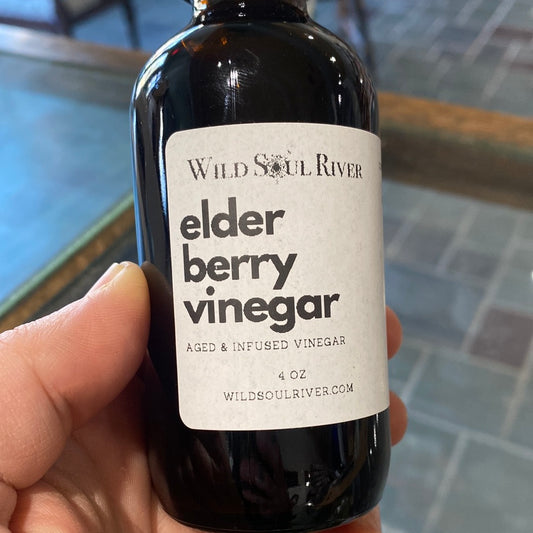 WILD SOUL RIVER
elder
berry
vinegar
AGED & INFUSED VINEGAR
4 OZ
WILDSOULRIVER.COM